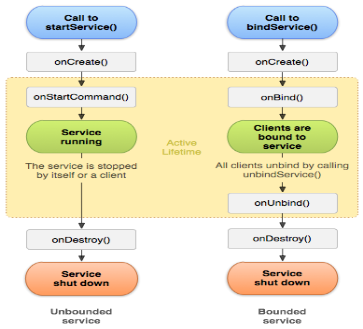 Call to
startService()
onCreate()
onStartCommand()
Service
running
The service is stopped
by itself or a client
onDestroy()
Service
shut down
Unbounded
service
Active
Lifetime
Call to
bindService()
onCreate()
onBind()
Clients are
bound to
service
All clients unbind by calling
unbindService()
onUnbind()
onDestroy()
Service
shut down
Bounded
service